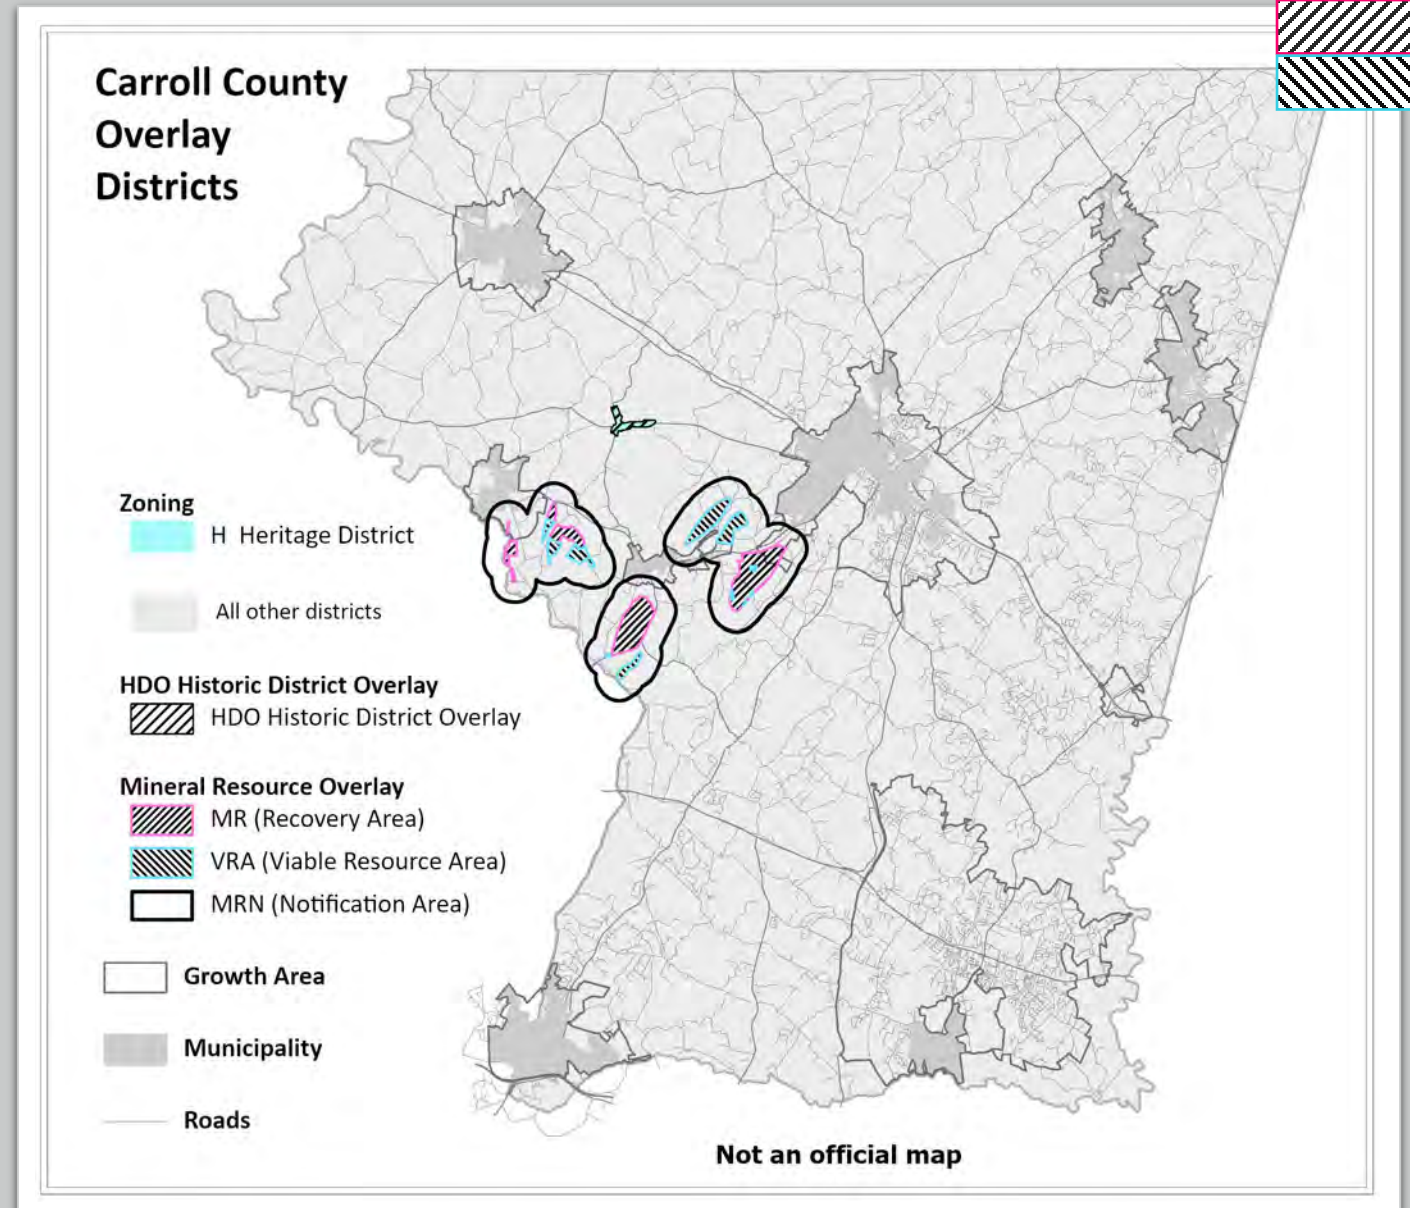 Carroll County
Overlay
Districts
Zoning
H Heritage District
All other districts
HDO Historic District Overlay
HDO Historic District Overlay
Mineral Resource Overlay
MR (Recovery Area)
VRA (Viable Resource Area)
MRN (Notification Area)
Growth Area
Municipality
Roads
Not an official map